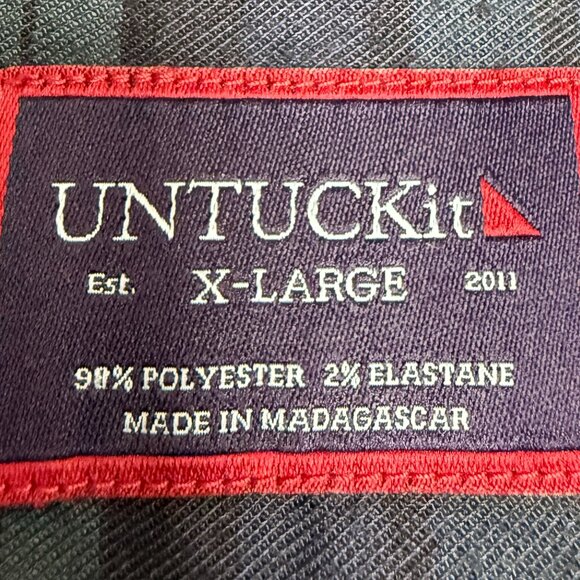 UNTUCKit
Est. X-LARGE 2011
98% POLYESTER 2% ELASTANE
MADE IN MADAGASCAR